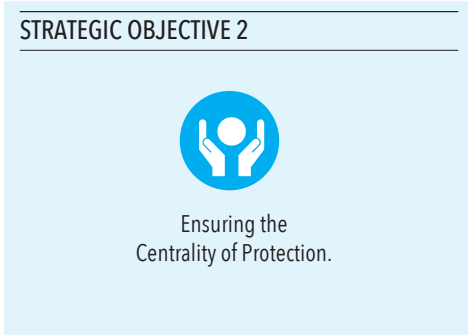 STRATEGIC OBJECTIVE 2
Ensuring the
Centrality of Protection.